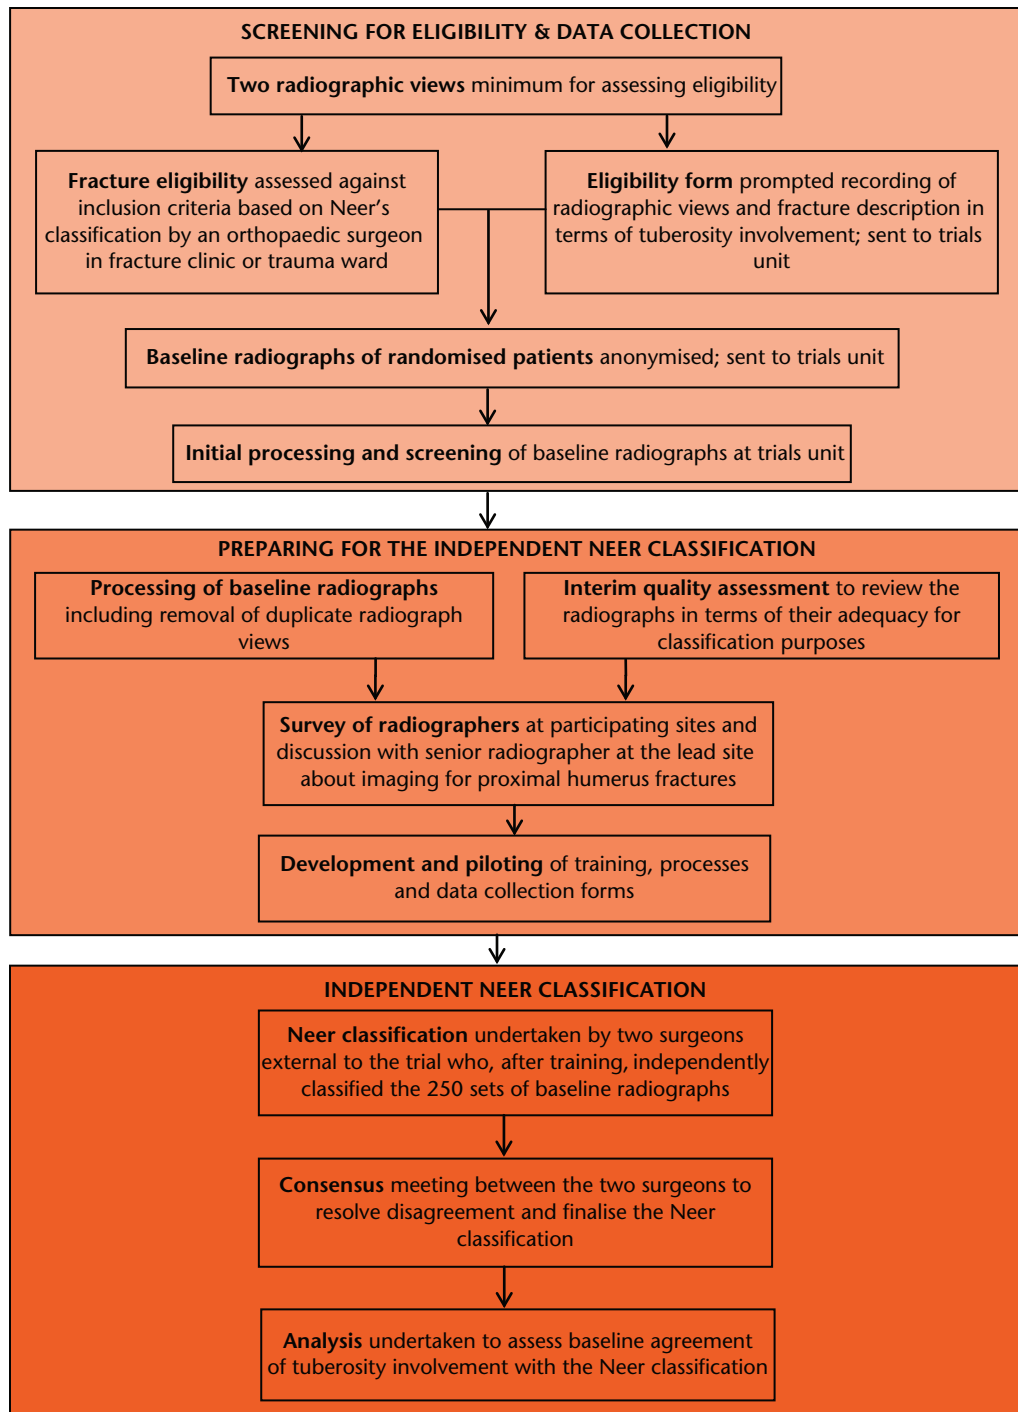 SCREENING FOR ELIGIBILITY & DATA COLLECTION
Two radiographic views minimum for assessing eligibility
Fracture eligibility assessed against
inclusion criteria based on Neer's
classification by an orthopaedic surgeon
in fracture clinic or trauma ward
Eligibility form prompted recording of
radiographic views and fracture description in
terms of tuberosity involvement; sent to trials
unit
Baseline radiographs of randomised patients anonymised; sent to trials unit
Initial processing and screening of baseline radiographs at trials unit
PREPARING FOR THE INDEPENDENT NEER CLASSIFICATION
Processing of baseline radiographs
including removal of duplicate radiograph
views
Interim quality assessment to review the
radiographs in terms of their adequacy for
classification purposes
Survey of radiographers at participating sites and
discussion with senior radiographer at the lead site
about imaging for proximal humerus fractures
Development and piloting of training, processes
and data collection forms
INDEPENDENT NEER CLASSIFICATION
Neer classification undertaken by two surgeons
external to the trial who, after training, independently
classified the 250 sets of baseline radiographs
Consensus meeting between the two surgeons to
resolve disagreement and finalise the Neer
classification
Analysis undertaken to assess baseline agreement
of tuberosity involvement with the Neer classification